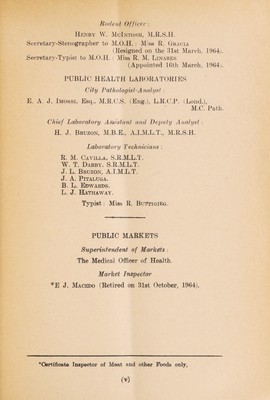 Rodent Officer:
HENRY W. MCINTOSH, M.R.S.H.
Secretary-Stenographer to M.O.H.: Miss R. GRACIA
(Resigned on the 31st March, 1964).
Secretary-Typist to M.O.H.: Miss R. M. LINARES
(Appointed 16th March, 1964.
PUBLIC HEALTH LABORATORIES
City Pathologist-Analyst:
E. A. J. IMOSSI, Esq., M.R.C.S. (Eng.), L.R.C.P. (Lond.),
M.C. Path.
Chief Laboratory Assistant and Deputy Analyst:
H. J. BRUZON, M.B.E., A.I.M.L.T., M.R.S.H.
Laboratory Technicians:
R. M. CAVILLA, S.R.M.L.T.
W. T. DARBY, S.R.M.L.T.
J. L. BRUZON, A.I.M.L.T.
J. A. PITALUGA.
B. L. EDWARDS.
L. J. HATHAWAY.
Typist: Miss R. BUTTIGIEG.
PUBLIC MARKETS
Superintendent of Markets:
The Medical Officer of Health.
Market Inspector
*E J. MACEDO (Retired on 31st October, 1964).
*Certificate Inspector of Meat and other Foods only,
(v)